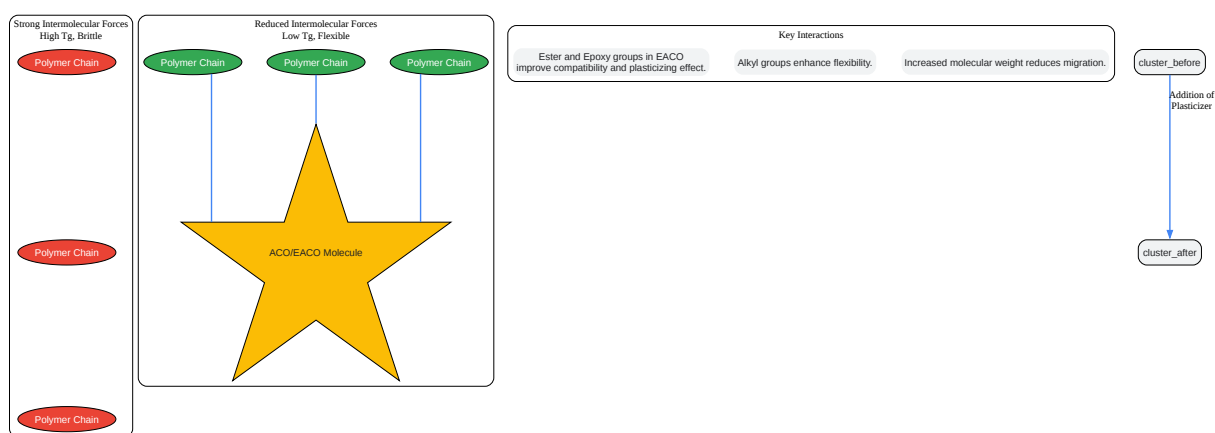 Strong Intermolecular Forces
High Tg, Brittle
Polymer Chain
Polymer Chain
Polymer Chain
Reduced Intermolecular Forces
Low Tg, Flexible
Polymer Chain
Polymer Chain
Polymer Chain
ACO/EACO Molecule
Key Interactions
Ester and Epoxy groups in EACO
improve compatibility and plasticizing effect.
Alkyl groups enhance flexibility.
Increased molecular weight reduces migration.
cluster_before
Addition of
Plasticizer
cluster_after